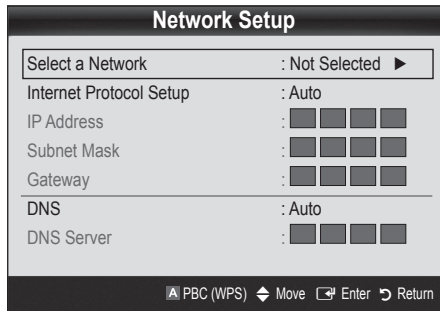 Network Setup
Select a Network : Not Selected ►
Internet Protocol Setup : Auto
IP Address :
Subnet Mask :
Gateway :
DNS : Auto
DNS Server :
A PBC (WPS) Move Enter Return